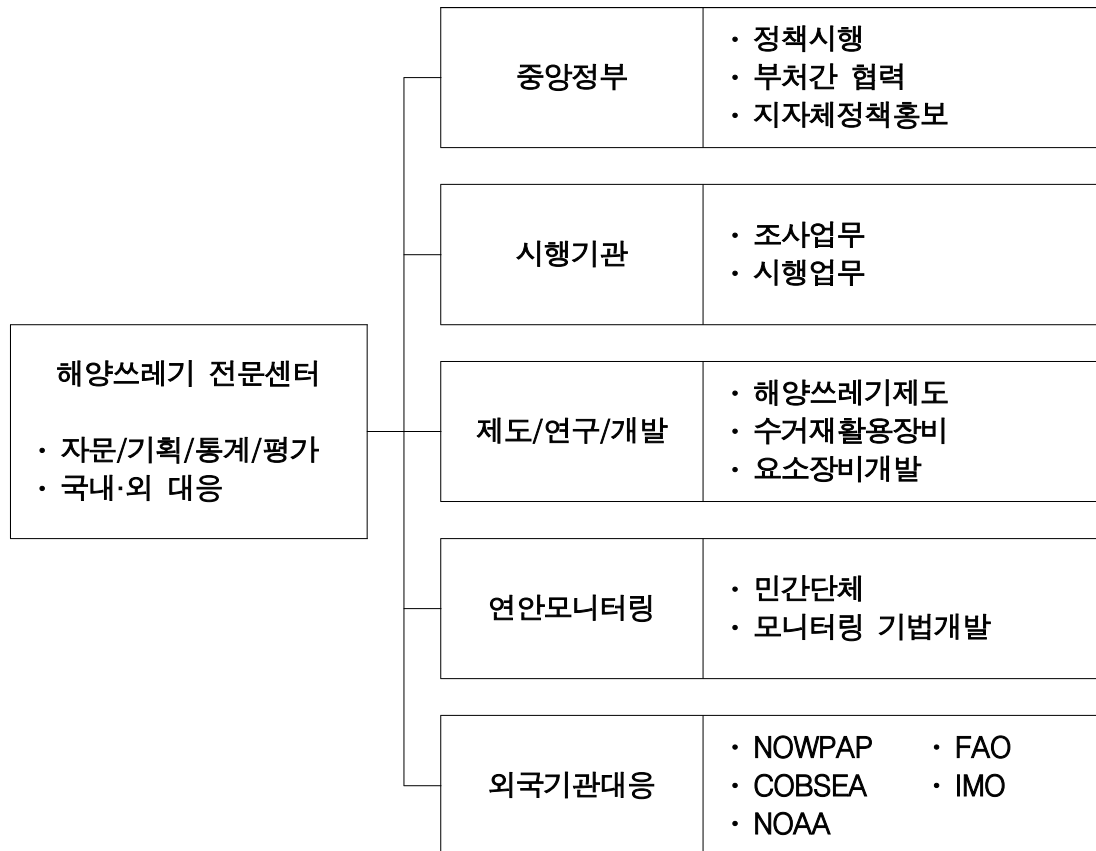 해양쓰레기 전문센터
· 자문/기획/통계/평가
· 국내·외 대응
중앙정부
· 정책시행
· 부처간 협력
· 지자체정책홍보
시행기관
· 조사업무
· 시행업무
제도/연구/개발
· 해양쓰레기제도
· 수거재활용장비
· 요소장비개발
연안모니터링
· 민간단체
· 모니터링 기법개발
외국기관대응
· NOWPAP · FAO
· COBSEA · IMO
· NOAA